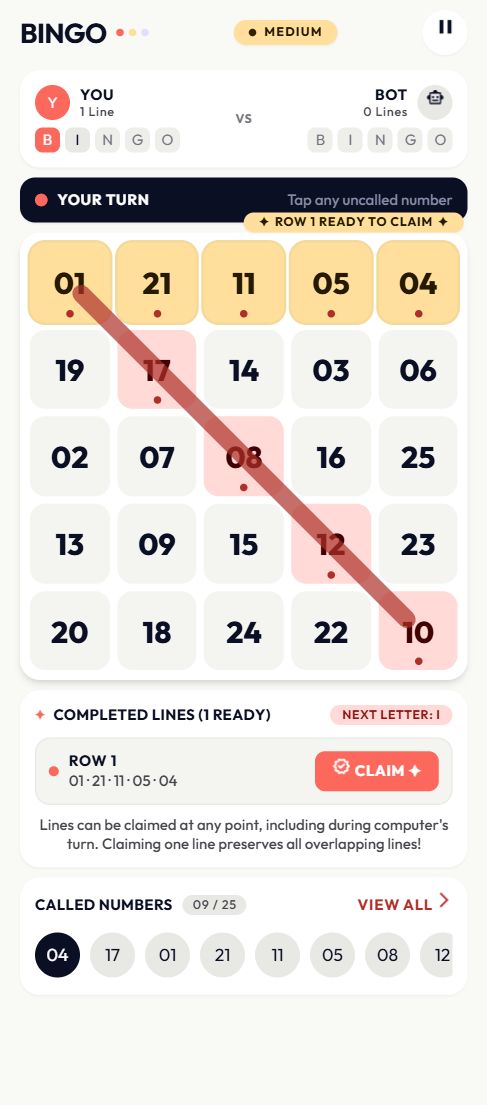 BINGO
MEDIUM
Y
YOU
1 Line
B I N G O
VS
BOT
0 Lines
B I N G O
YOUR TURN
Tap any uncalled number
✦ ROW 1 READY TO CLAIM ✦
01 21 11 05 04
19 17 14 03 06
02 07 08 16 25
13 09 15 12 23
20 18 24 22 10
✦ COMPLETED LINES (1 READY)
NEXT LETTER: I
ROW 1
01·21·11·05·04
CLAIM ✦
Lines can be claimed at any point, including during computer's
turn. Claiming one line preserves all overlapping lines!
CALLED NUMBERS
09 / 25
VIEW ALL
04 17 01 21 11 05 08 12